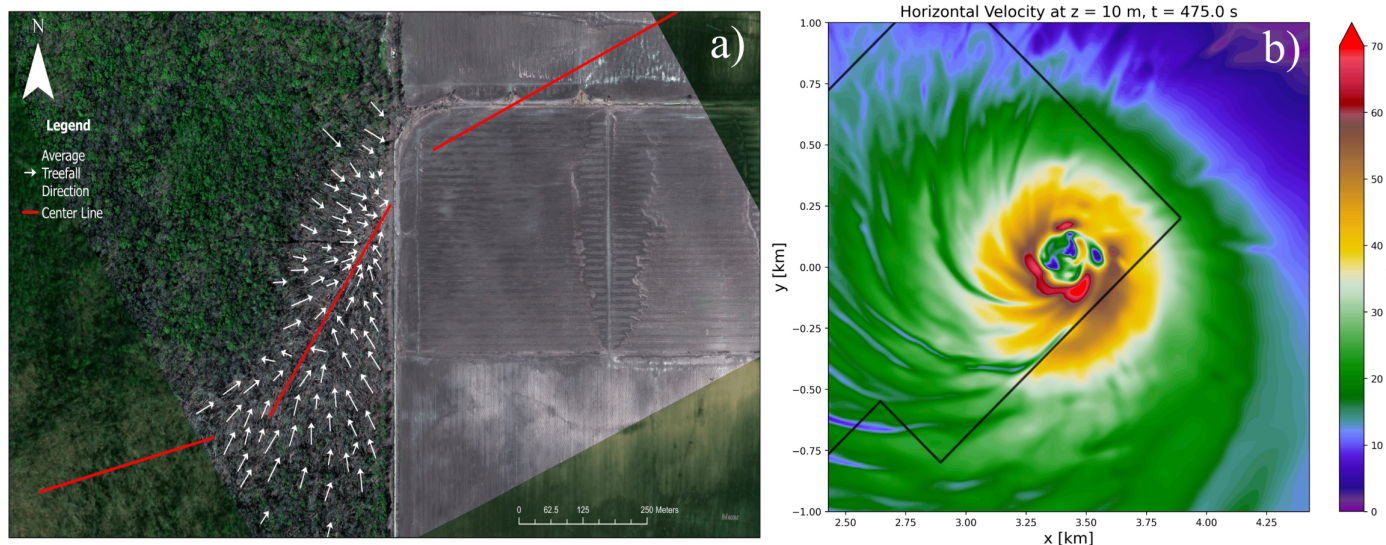 a)
N
Legend
Average
Treefall
Direction
Center Line
0 62.5 125 250 Meters
Horizontal Velocity at z = 10 m, t = 475.0 s
b)
1.00
0.75
0.50
0.25
0.00
−0.25
−0.50
−0.75
−1.00
y [km]
2.50 2.75 3.00 3.25 3.50 3.75 4.00 4.25
x [km]
70
60
50
40
30
20
10
0